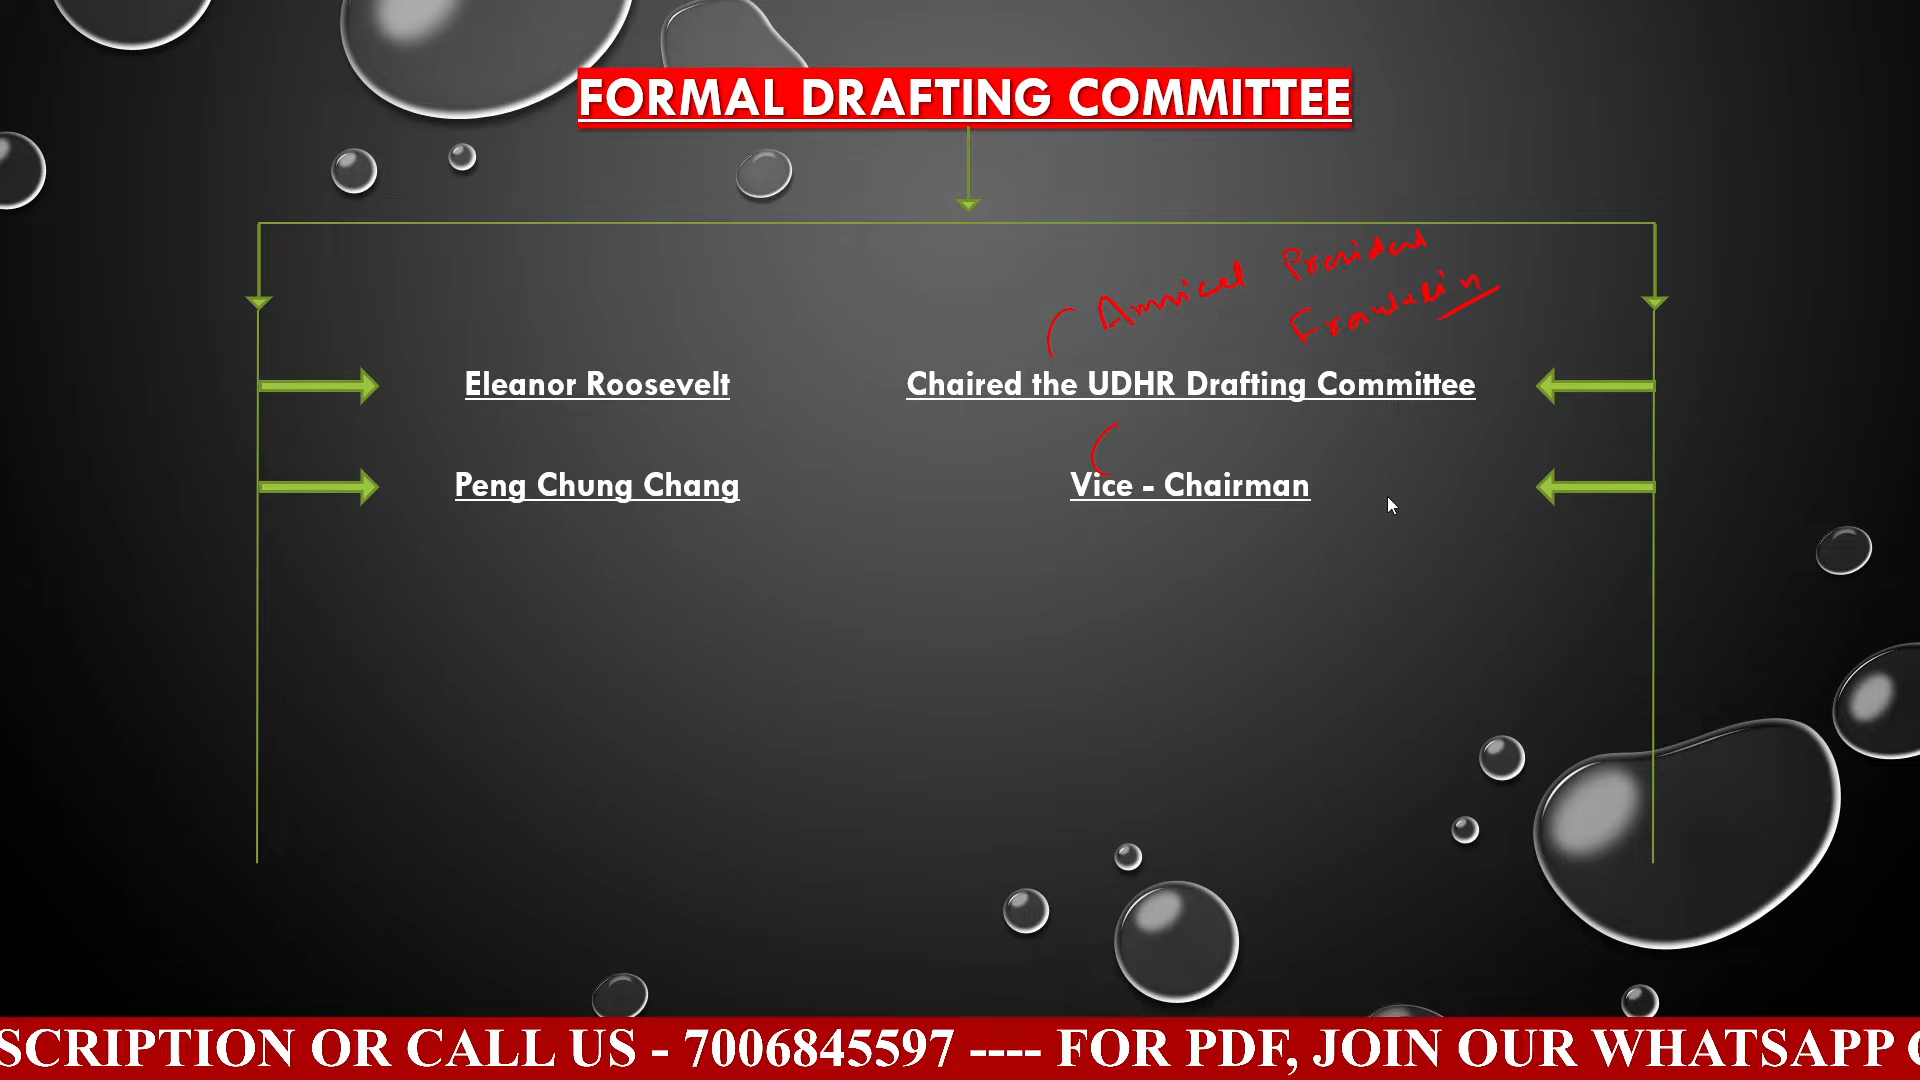 FORMAL DRAFTING COMMITTEE
Eleanor Roosevelt
Chaired the UDHR Drafting Committee
Peng Chung Chang
Vice - Chairman
SCRIPTION OR CALL US - 7006845597 ---- FOR PDF, JOIN OUR WHATSAPP